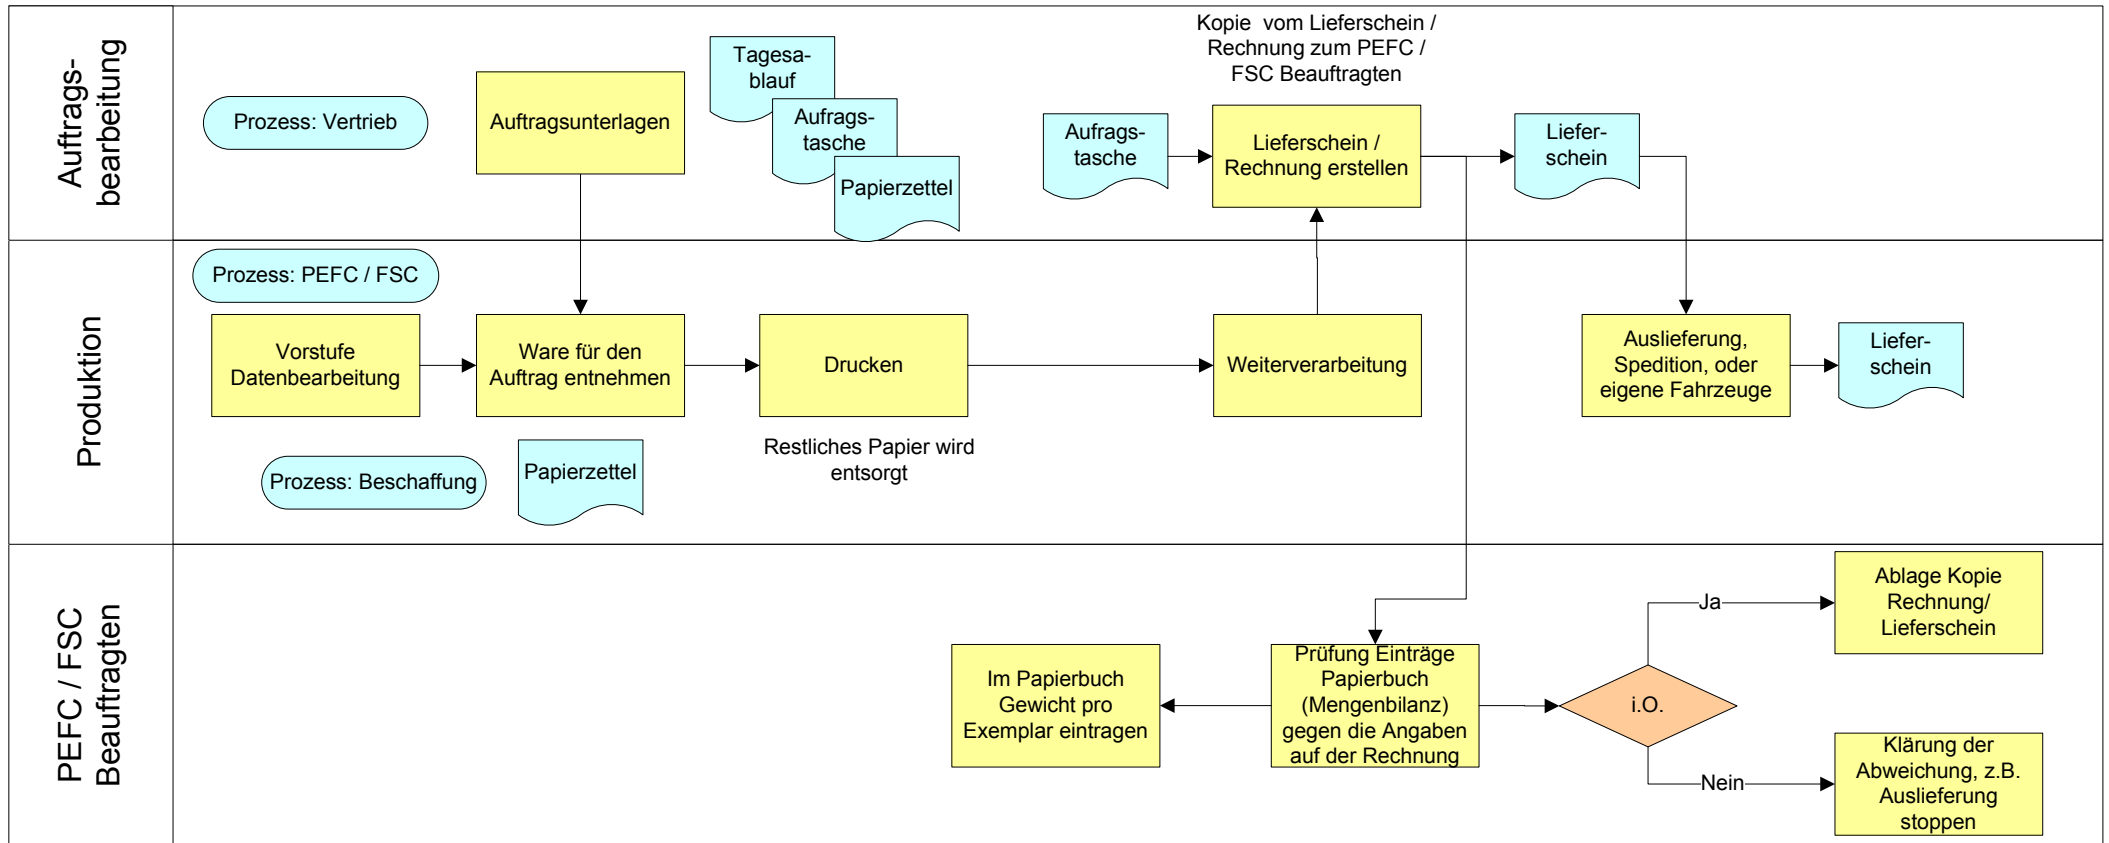 Auftrags-
bearbeitung
Prozess: Vertrieb
Auftragsunterlagen
Tagesa-
blauf
Aufrags-
tasche
Papierzettel
Kopie  vom Lieferschein /
Rechnung zum PEFC /
FSC Beauftragten
Aufrags-
tasche
Lieferschein /
Rechnung erstellen
Liefer-
schein
Produktion
Prozess: PEFC / FSC
Vorstufe
Datenbearbeitung
Ware für den
Auftrag entnehmen
Drucken
Weiterverarbeitung
Auslieferung,
Spedition, oder
eigene Fahrzeuge
Liefer-
schein
Prozess: Beschaffung
Papierzettel
Restliches Papier wird
entsorgt
PEFC / FSC
Beauftragten
Im Papierbuch
Gewicht pro
Exemplar eintragen
Prüfung Einträge
Papierbuch
(Mengenbilanz)
gegen die Angaben
auf der Rechnung
i.O.
Ja
Ablage Kopie
Rechnung/
Lieferschein
Nein
Klärung der
Abweichung, z.B.
Auslieferung
stoppen